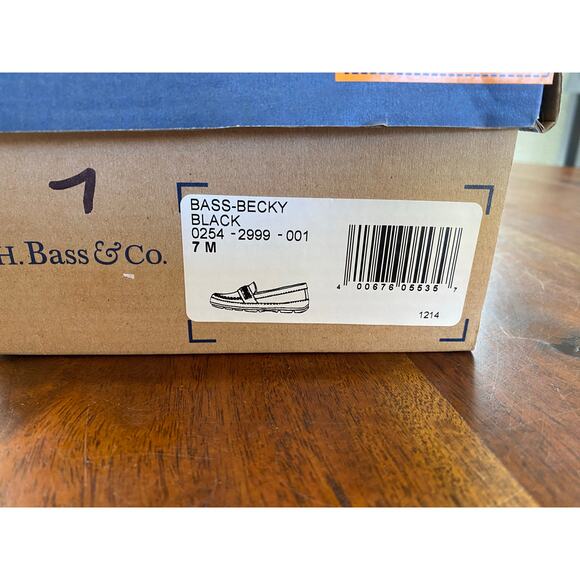 7
H. Bass & Co.
BASS-BECKY
BLACK
0254 - 2999 - 001
7 M
4 00676 05535 7
1214